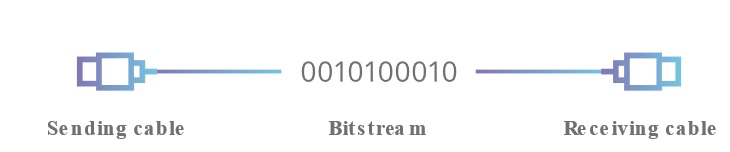 0010100010
Sending cable Bitstream Receiving cable